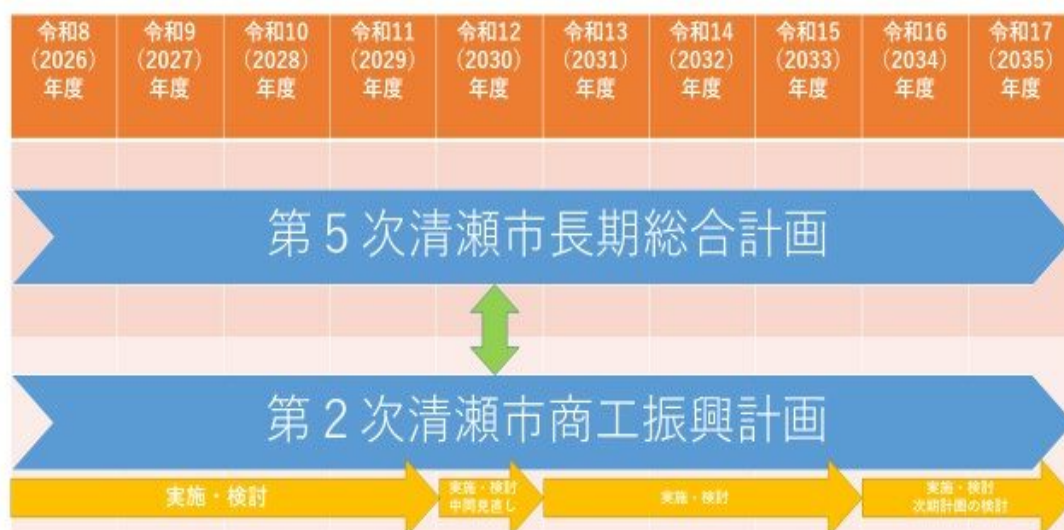 令和8
(2026)
年度
令和9
(2027)
年度
令和10
(2028)
年度
令和11
(2029)
年度
令和12
(2030)
年度
令和13
(2031)
年度
令和14
(2032)
年度
令和15
(2033)
年度
令和16
(2034)
年度
令和17
(2035)
年度
第5次清瀬市長期総合計画
第2次清瀬市商工振興計画
実施・検討
実施・検討
中間見直し
実施・検討
実施・検討
次期計画の検討